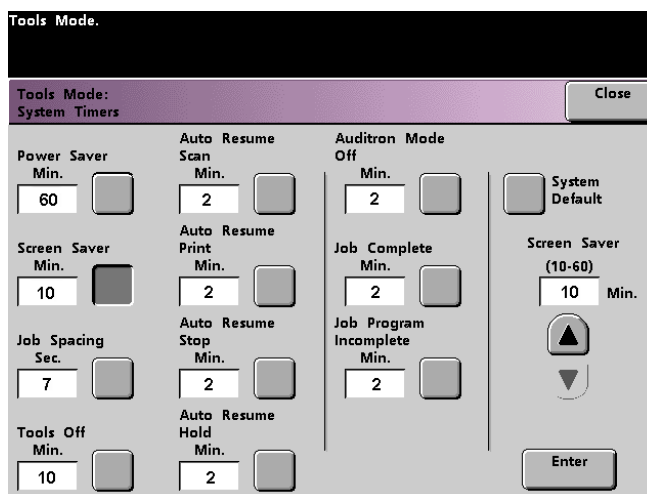 Tools Mode.
Tools Mode:
System Timers
Close
Power Saver
Min.
60
Screen Saver
Min.
10
Job Spacing
Sec.
7
Tools Off
Min.
10
Auto Resume
Scan
Min.
2
Auto Resume
Print
Min.
2
Auto Resume
Stop
Min.
2
Auto Resume
Hold
Min.
2
Auditron Mode
Off
Min.
2
Job Complete
Min.
2
Job Program
Incomplete
Min.
2
System
Default
Screen Saver
(10-60)
10 Min.
Enter